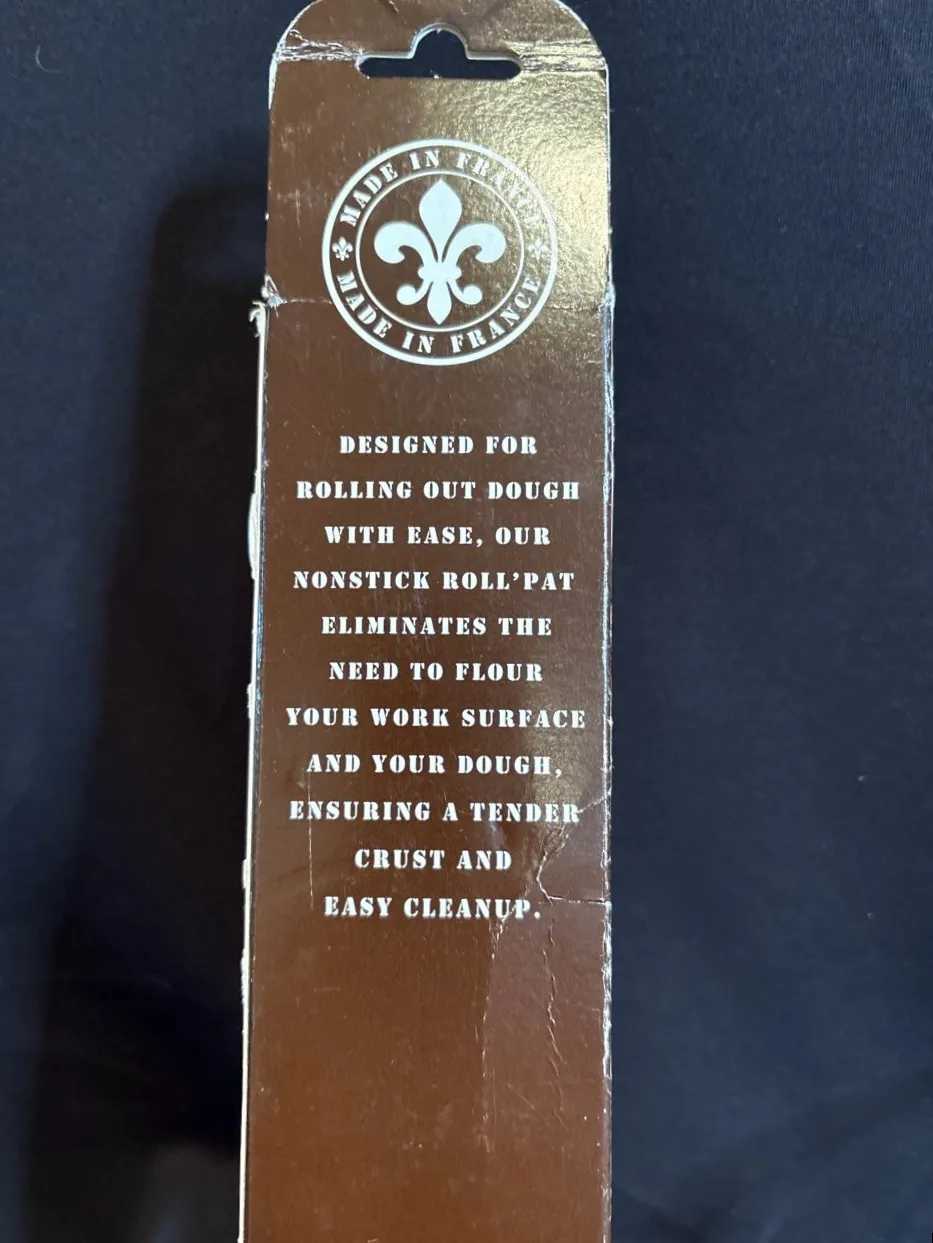 MADE IN FRANCE
MADE IN FRANCE
DESIGNED FOR
ROLLING OUT DOUGH
WITH EASE, OUR
NONSTICK ROLL'PAT
ELIMINATES THE
NEED TO FLOUR
YOUR WORK SURFACE
AND YOUR DOUGH,
ENSURING A TENDER
CRUST AND
EASY CLEANUP.